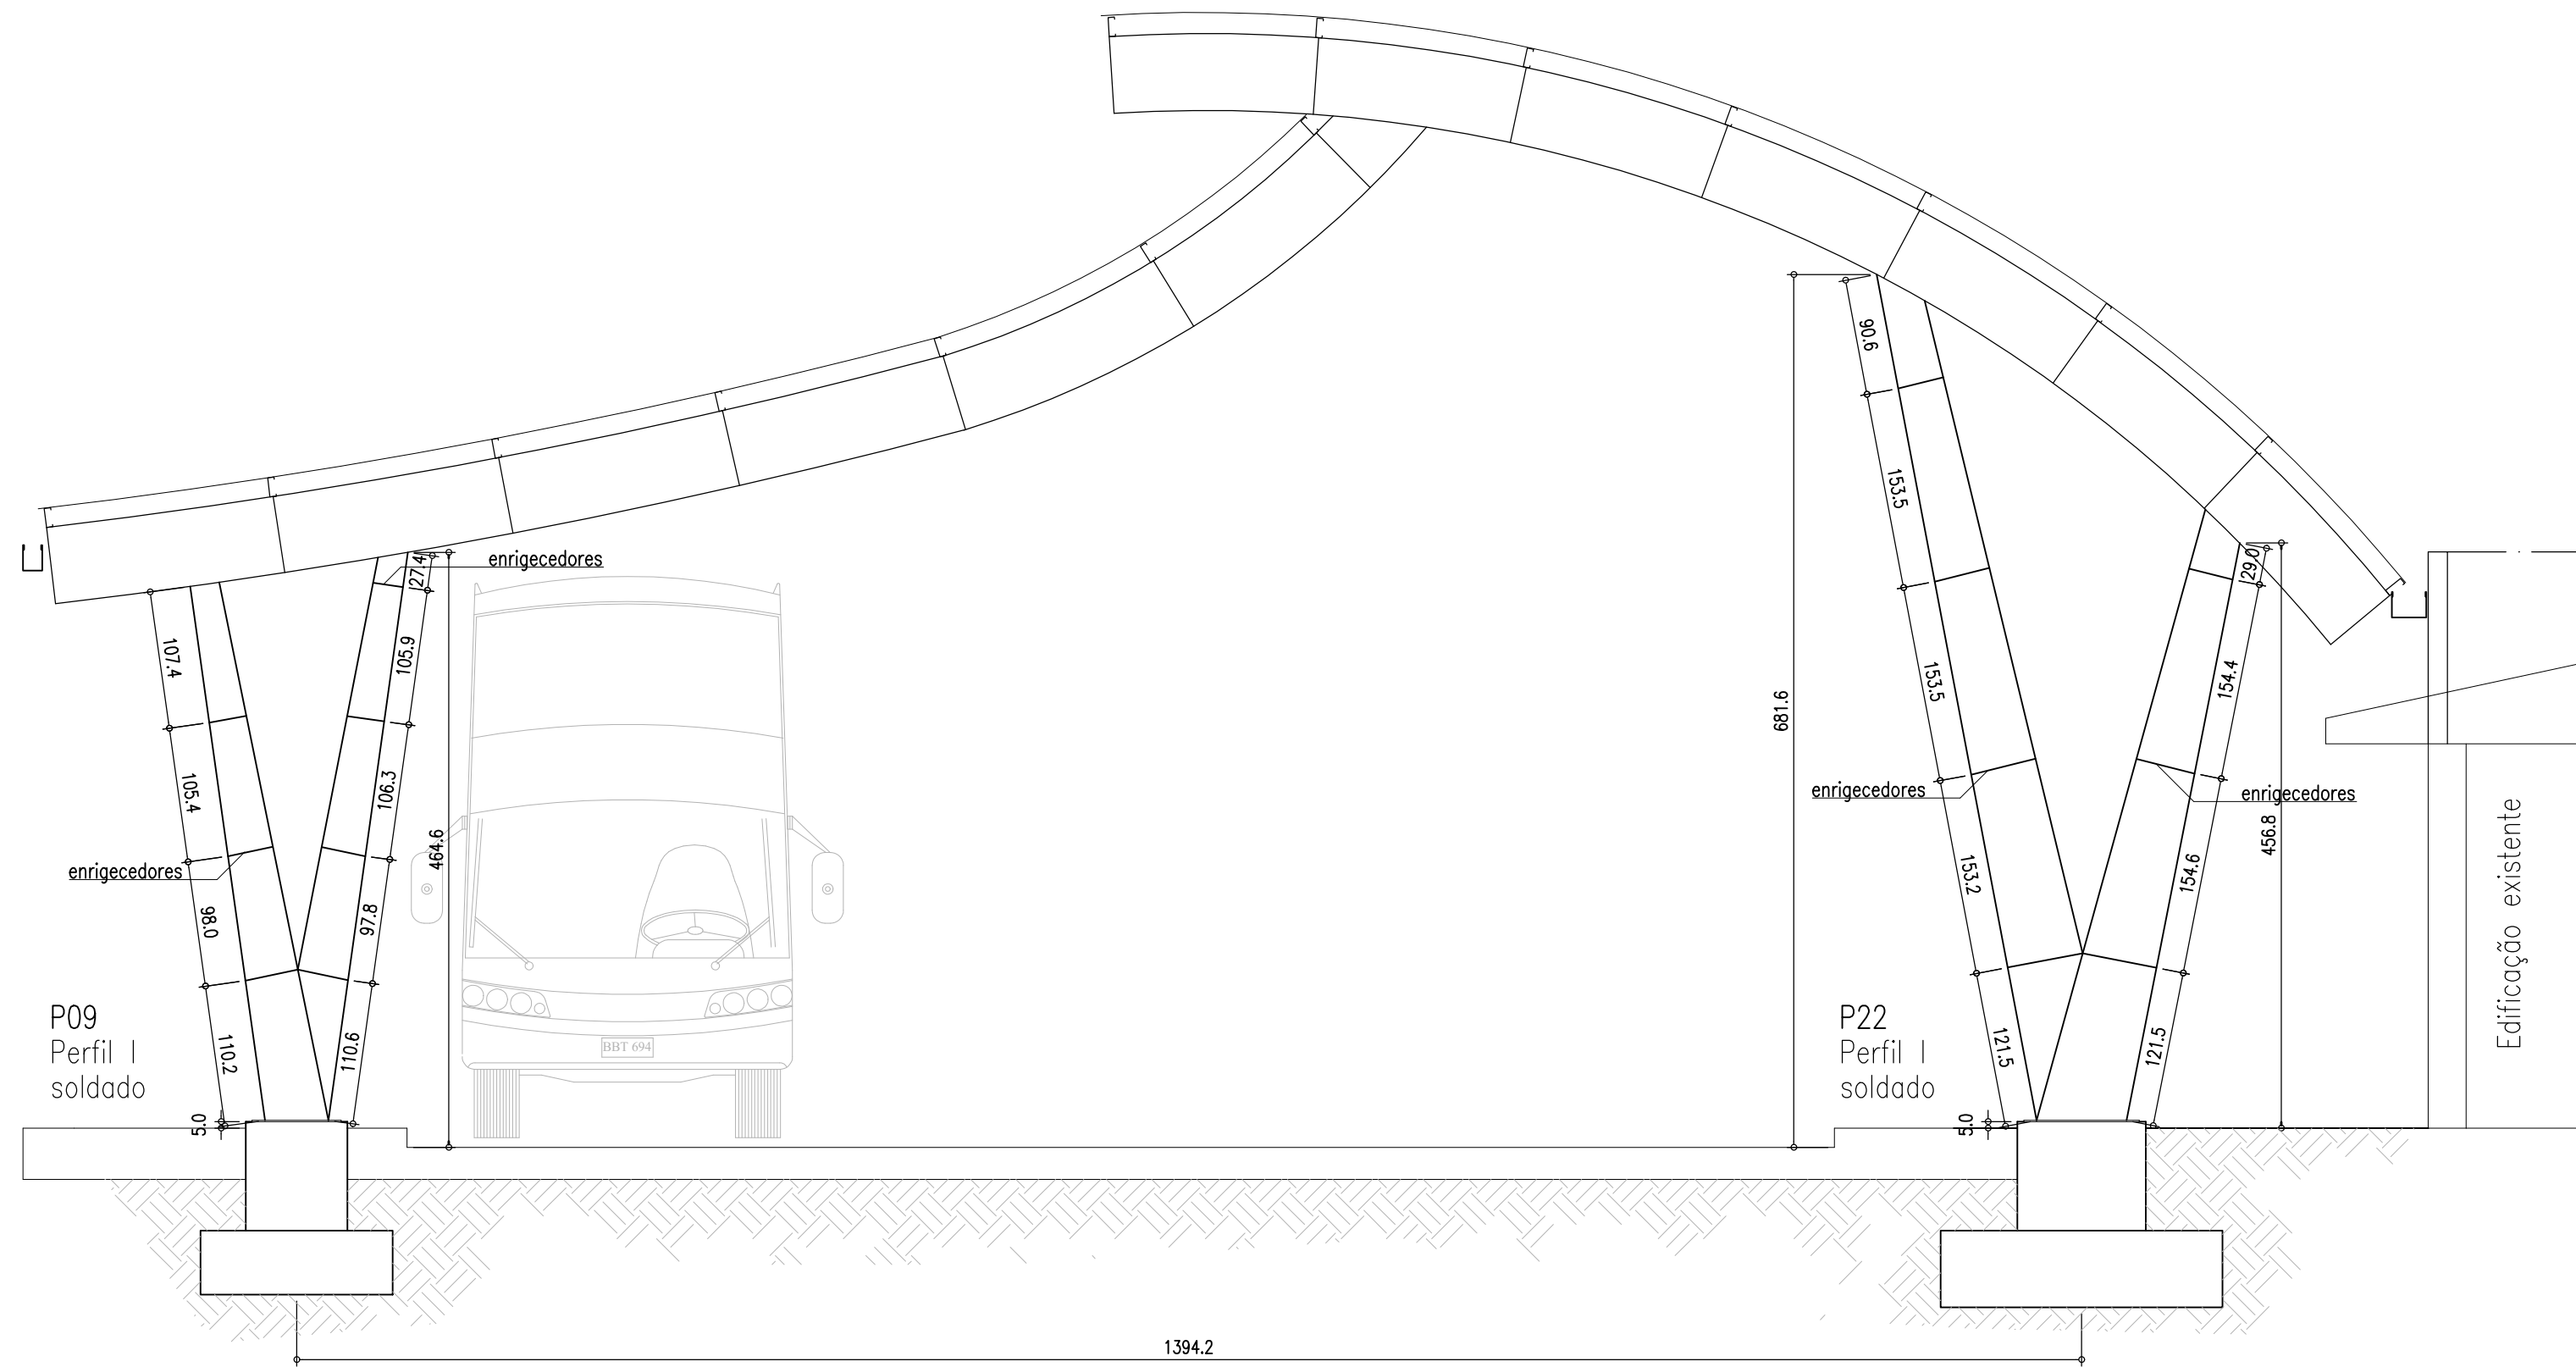 90.6
153.5
153.5
153.2
121.5
681.6
enrigecedores
27.4
105.9
106.3
97.8
110.6
464.6
107.4
105.4
98.0
110.2
5.0
enrigecedores
P09
Perfil I
soldado
BBT 694
29.0
154.4
154.6
121.5
456.8
enrigecedores
enrigecedores
P22
Perfil I
soldado
5.0
Edificação existente
1394.2